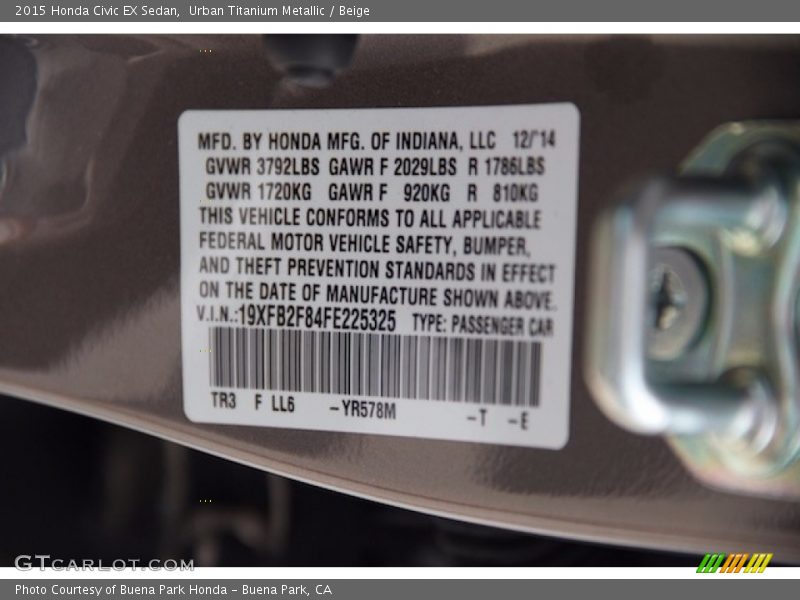 2015 Honda Civic EX Sedan,  Urban Titanium Metallic / Beige
MFD. BY HONDA MFG. OF INDIANA, LLC 12/'14
GVWR 3792LBS GAWR F 2029LBS R 1786LBS
GVWR 1720KG GAWR F 920KG R 810KG
THIS VEHICLE CONFORMS TO ALL APPLICABLE
FEDERAL MOTOR VEHICLE SAFETY, BUMPER,
AND THEFT PREVENTION STANDARDS IN EFFECT
ON THE DATE OF MANUFACTURE SHOWN ABOVE.
V.I.N.:19XFB2F84FE225325 TYPE: PASSENGER CAR
TR3 F LL6 -YR578M -T -E
GTCARLOT.COM
Photo Courtesy of Buena Park Honda - Buena Park, CA